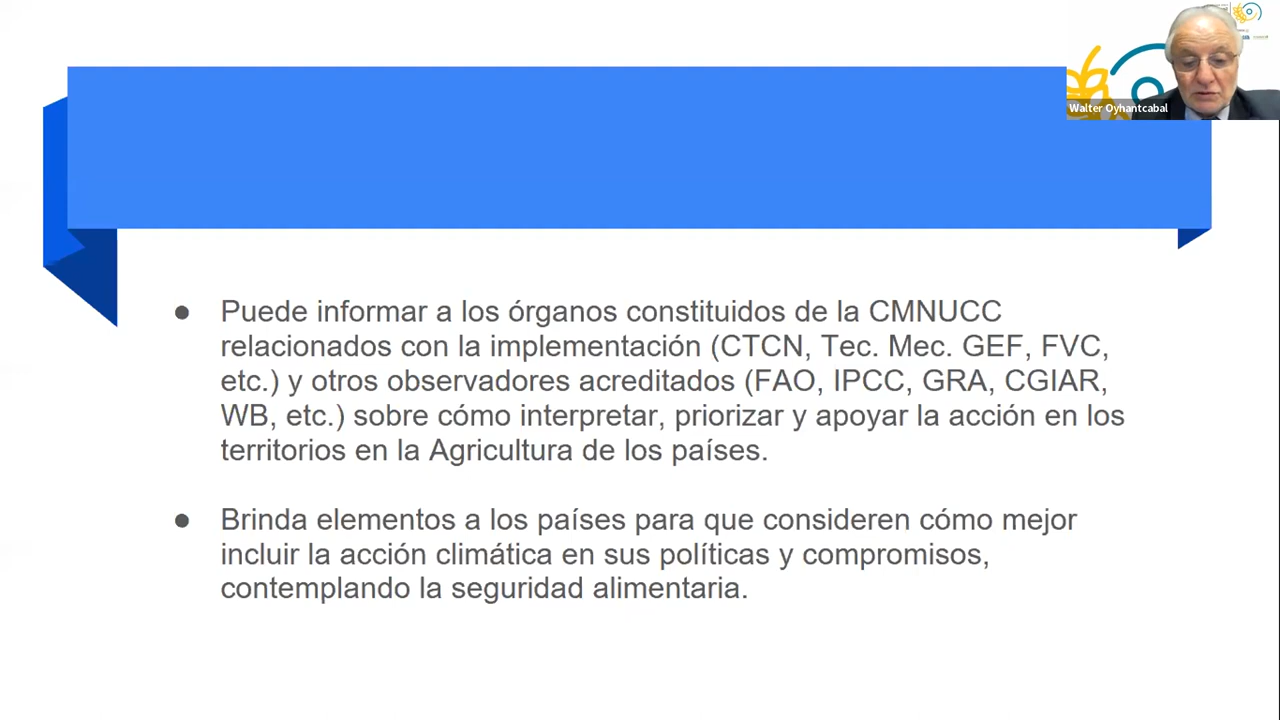 Walter Oyhantcabal
● Puede informar a los órganos constituidos de la CMNUCC
relacionados con la implementación (CTCN, Tec. Mec. GEF, FVC,
etc.) y otros observadores acreditados (FAO, IPCC, GRA, CGIAR,
WB, etc.) sobre cómo interpretar, priorizar y apoyar la acción en los
territorios en la Agricultura de los países.
● Brinda elementos a los países para que consideren cómo mejor
incluir la acción climática en sus políticas y compromisos,
contemplando la seguridad alimentaria.